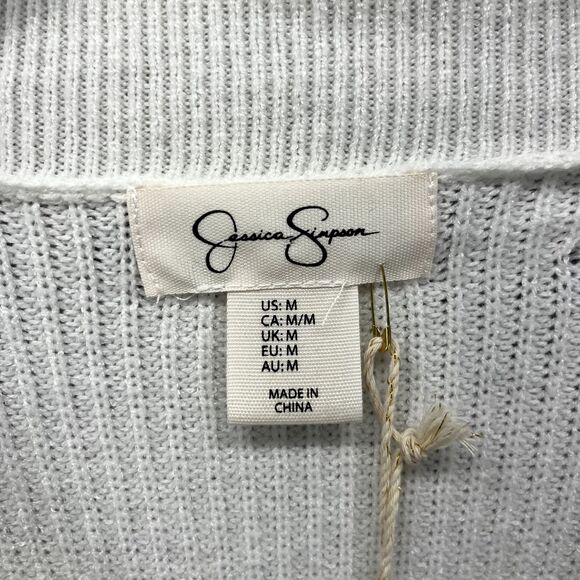 Jessica Simpson
US: M
CA: M/M
UK: M
EU: M
AU: M
MADE IN
CHINA